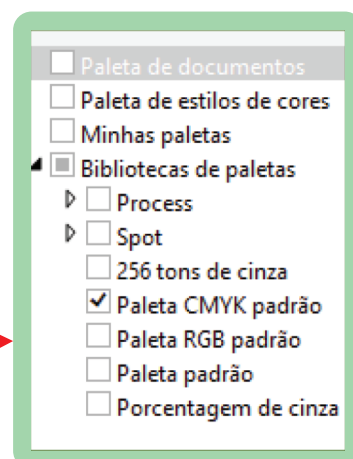 Paleta de documentos
Paleta de estilos de cores
Minhas paletas
Bibliotecas de paletas
Process
Spot
256 tons de cinza
Paleta CMYK padrão
Paleta RGB padrão
Paleta padrão
Porcentagem de cinza